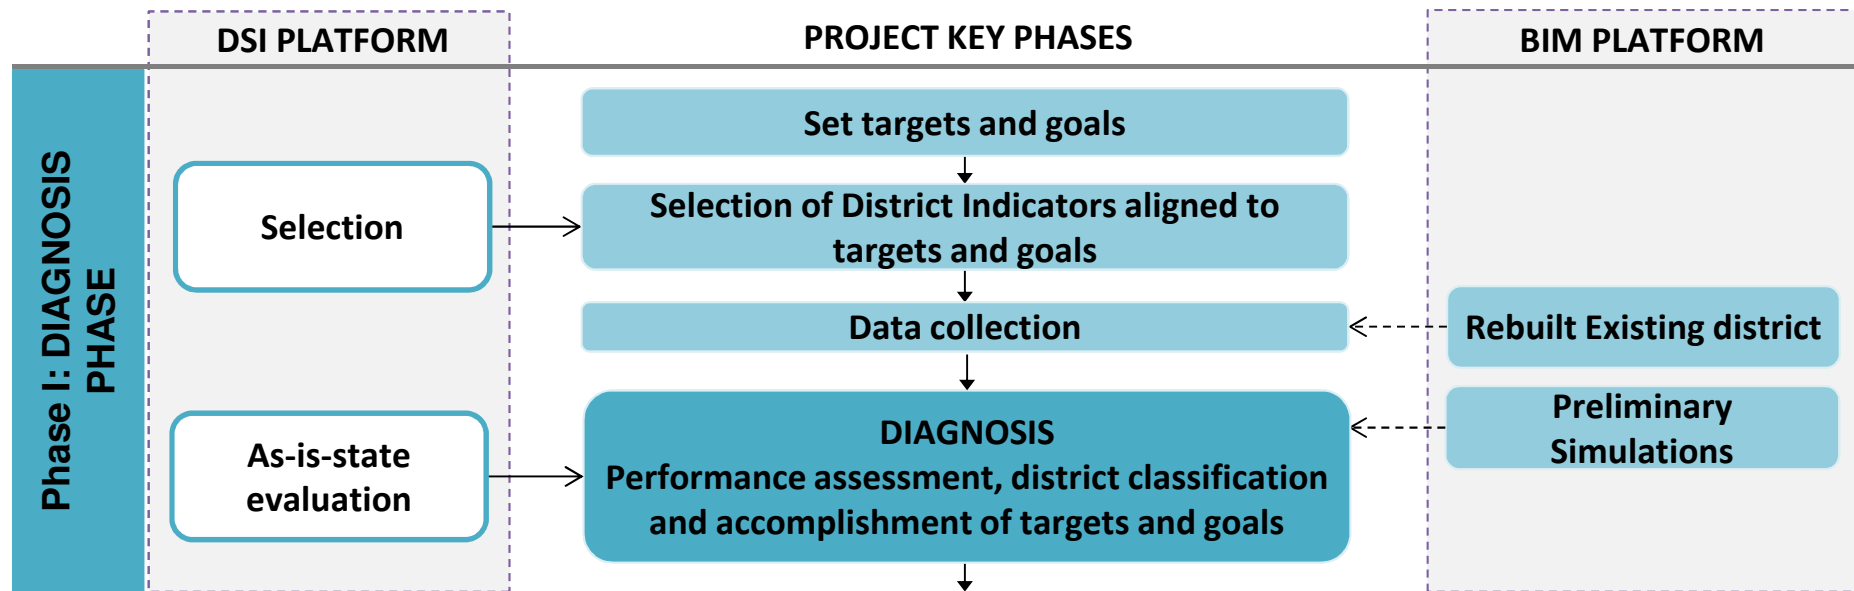 DSI PLATFORM
PROJECT KEY PHASES
BIM PLATFORM
Phase I: DIAGNOSIS
PHASE
Set targets and goals
Selection
Selection of District Indicators aligned to
targets and goals
Data collection
Rebuilt Existing district
As-is-state
evaluation
DIAGNOSIS
Performance assessment, district classification
and accomplishment of targets and goals
Preliminary
Simulations